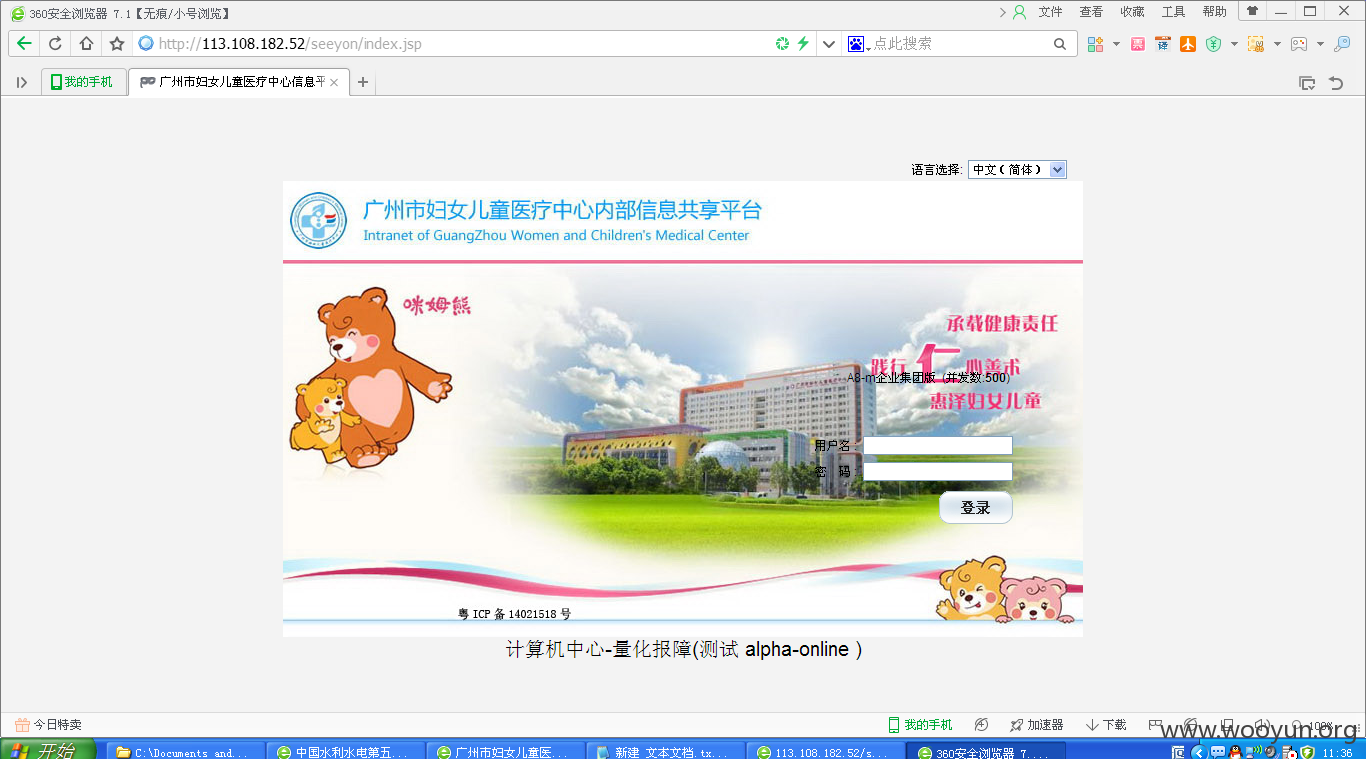 360安全浏览器 7.1【无痕/小号浏览】
文件 查看 收藏 工具 帮助
http://113.108.182.52/seeyon/index.jsp
点此搜索
票 译
我的手机
广州市妇女儿童医疗中心信息平
语言选择: 中文(简体)
广州市妇女儿童医疗中心内部信息共享平台
Intranet of GuangZhou Women and Children's Medical Center
咪姆熊
承载健康责任
践行仁心善术
A8-m企业集团版 (并发数:500)
惠泽妇女儿童
用户名:
密 码:
登录
粤 ICP 备 14021518 号
计算机中心-量化报障(测试 alpha-online )
今日特卖
我的手机
加速器
下载
100%
www.wooyun.org
开始
C:\Documents and...
中国水利水电第五...
广州市妇女儿童医...
新建 文本文档.tx...
113.108.182.52/s...
360安全浏览器 7....
11:36